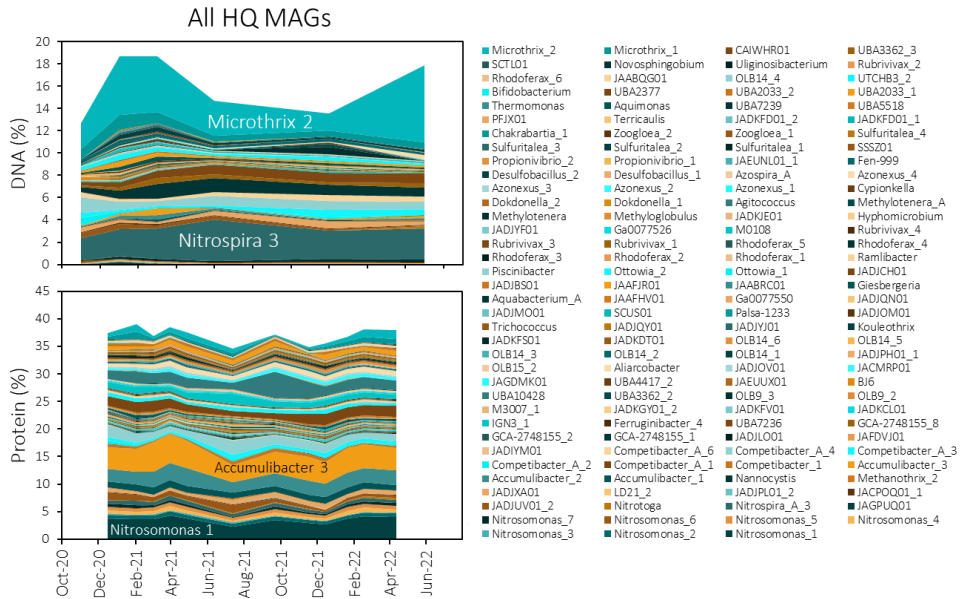 All HQ MAGs
20
18
16
14
12
10
8
6
4
2
0
DNA (%)
Microthrix 2
Nitrospira 3
45
40
35
30
25
20
15
10
5
0
Protein (%)
Accumulibacter 3
Nitrosomonas 1
Oct-20 Dec-20 Feb-21 Apr-21 Jun-21 Aug-21 Oct-21 Dec-21 Feb-22 Apr-22 Jun-22
Microthrix_2 Microthrix_1 CAIWHR01 UBA3362_3
SCTL01 Novosphingobium Uliginosibacterium Rubrivivax_2
Rhodoferax_6 JAABQG01 OLB14_4 UTCHB3_2
Bifidobacterium UBA2377 UBA2033_2 UBA2033_1
Thermomonas Aquimonas UBA7239 UBA5518
PFJX01 Terricaulis JADKFD01_2 JADKFD01_1
Chakrabartia_1 Zoogloea_2 Zoogloea_1 Sulfuritalea_4
Sulfuritalea_3 Sulfuritalea_2 Sulfuritalea_1 SSSZ01
Propionivibrio_2 Propionivibrio_1 JAEUNL01_1 Fen-999
Desulfobacillus_2 Desulfobacillus_1 Azospira_A Azonexus_4
Azonexus_3 Azonexus_2 Azonexus_1 Cypionkella
Dokdonella_2 Dokdonella_1 Agitococcus Methylotenera_A
Methylotenera Methyloglobulus JADKJE01 Hyphomicrobium
JADJYF01 Ga0077526 M0108 Rubrivivax_4
Rubrivivax_3 Rubrivivax_1 Rhodoferax_5 Rhodoferax_4
Rhodoferax_3 Rhodoferax_2 Rhodoferax_1 Ramlibacter
Piscinibacter Ottowia_2 Ottowia_1 JADJCH01
JADJBS01 JAAFJR01 JAABRC01 Giesbergeria
Aquabacterium_A JAAFHV01 Ga0077550 JADJQN01
JADJMO01 SCUS01 Palsa-1233 JADJOM01
Trichococcus JADJQY01 JADJYJ01 Kouleothrix
JADKFS01 JADKDT01 OLB14_6 OLB14_5
OLB14_3 OLB14_2 OLB14_1 JADJPH01_1
OLB15_2 Aliarcobacter JADJOV01 JACMRP01
JAGDMK01 UBA4417_2 JAEUUX01 BJ6
UBA10428 UBA3362_2 OLB9_3 OLB9_2
M3007_1 JADKGY01_2 JADKFV01 JADKCL01
IGN3_1 Ferruginibacter_4 UBA7236 GCA-2748155_8
GCA-2748155_2 GCA-2748155_1 JADJLO01 JAFDVJ01
JADIYM01 Competibacter_A_6 Competibacter_A_4 Competibacter_A_3
Competibacter_A_2 Competibacter_A_1 Competibacter_1 Accumulibacter_3
Accumulibacter_2 Accumulibacter_1 Nannocystis Methanothrix_2
JADJXA01 LD21_2 JADJPL01_2 JACPOQ01_1
JADJUV01_2 Nitrotoga Nitrospira_A_3 JAGPUQ01
Nitrosomonas_7 Nitrosomonas_6 Nitrosomonas_5 Nitrosomonas_4
Nitrosomonas_3 Nitrosomonas_2 Nitrosomonas_1